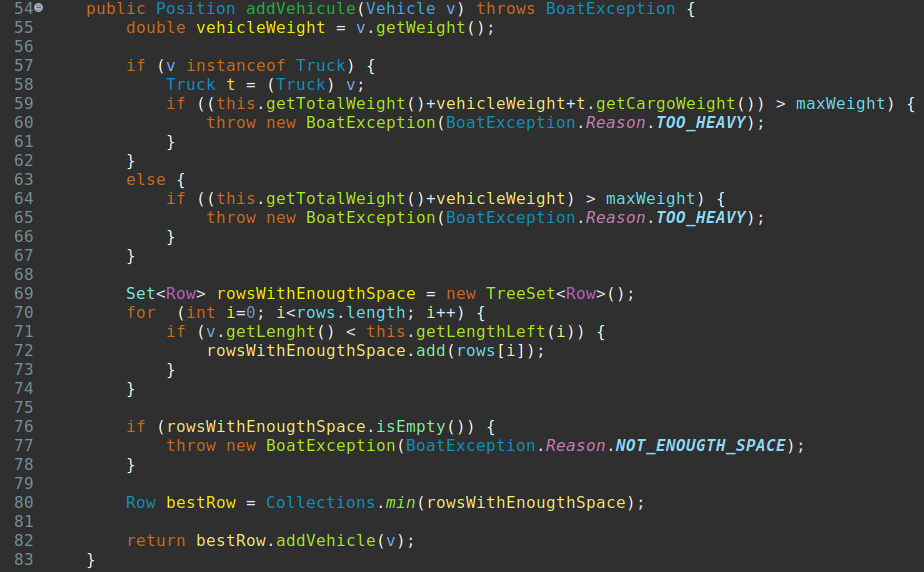 54 public Position addVehicule(Vehicle v) throws BoatException {
55 double vehicleWeight = v.getWeight();
56
57 if (v instanceof Truck) {
58 Truck t = (Truck) v;
59 if ((this.getTotalWeight()+vehicleWeight+t.getCargoWeight()) > maxWeight) {
60 throw new BoatException(BoatException.Reason.TOO_HEAVY);
61 }
62 }
63 else {
64 if ((this.getTotalWeight()+vehicleWeight) > maxWeight) {
65 throw new BoatException(BoatException.Reason.TOO_HEAVY);
66 }
67 }
68
69 Set<Row> rowsWithEnougthSpace = new TreeSet<Row>();
70 for  (int i=0; i<rows.length; i++) {
71 if (v.getLenght() < this.getLengthLeft(i)) {
72 rowsWithEnougthSpace.add(rows[i]);
73 }
74 }
75
76 if (rowsWithEnougthSpace.isEmpty()) {
77 throw new BoatException(BoatException.Reason.NOT_ENOUGTH_SPACE);
78 }
79
80 Row bestRow = Collections.min(rowsWithEnougthSpace);
81
82 return bestRow.addVehicle(v);
83 }